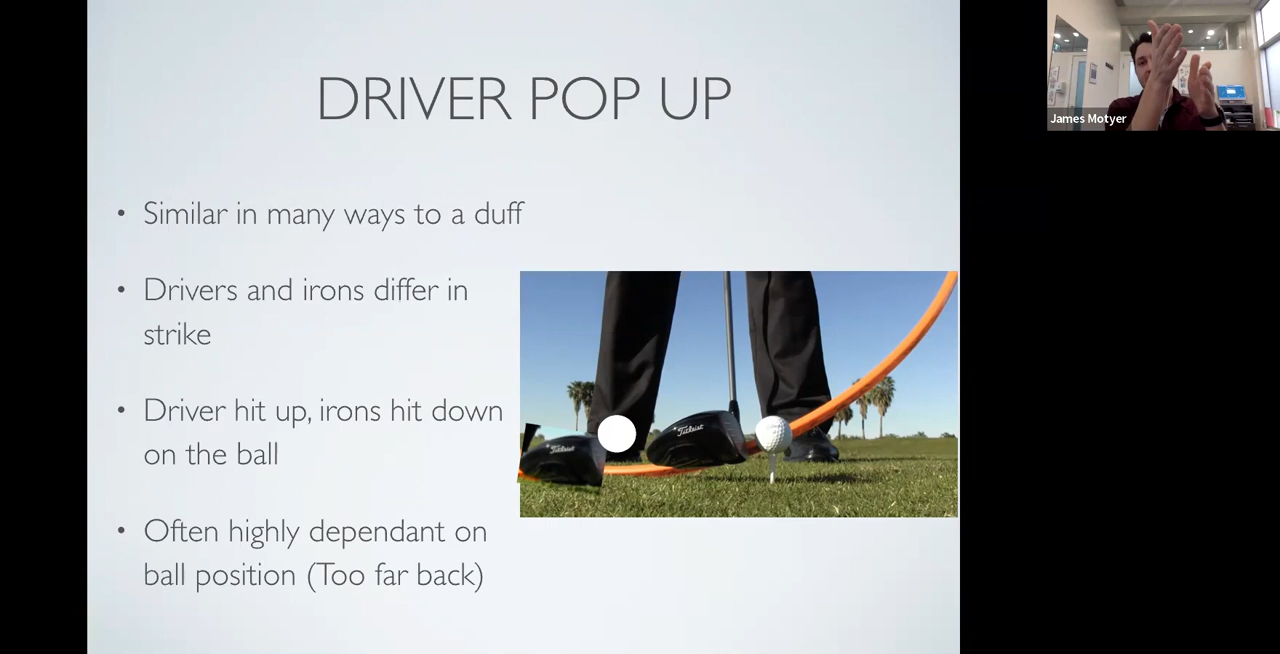 DRIVER POP UP
James Motyer
• Similar in many ways to a duff
• Drivers and irons differ in
strike
• Driver hit up, irons hit down
on the ball
• Often highly dependant on
ball position (Too far back)
Titleist
Titleist